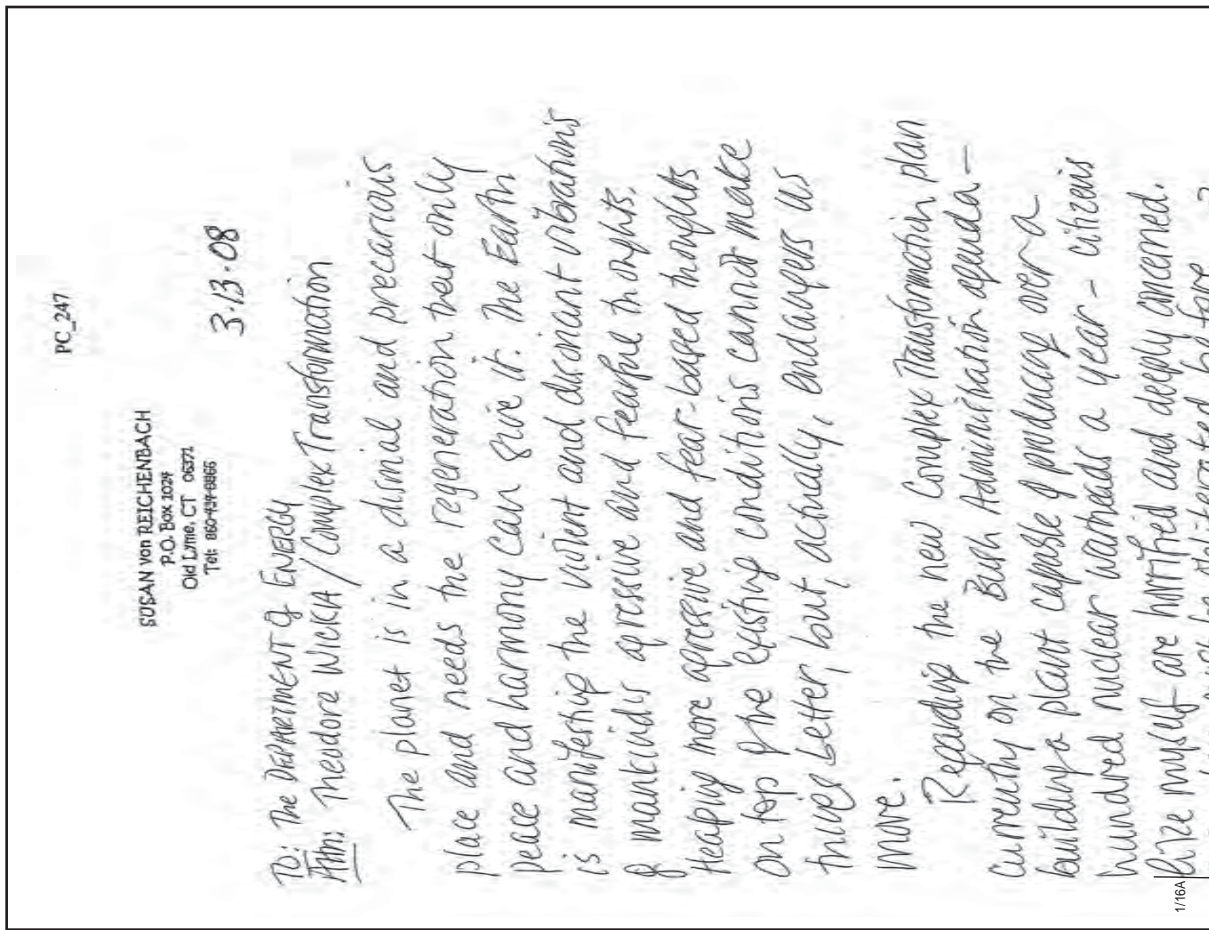 PC_247
SUSAN von REICHENBACH
P.O. Box 1024
Old Lyme, CT 06371
Tel: 860-434-6866
3.13.08
To: The DEPARTMENT of ENERGY
Attn: Theodore WICKA / Complex Transformation
The planet is in a dismal and precarious
place and needs the regeneration that only
peace and harmony can give it. The Earth
is manifesting the violent and discordant vibrations
of mankind's agressive and fearful thoughts.
Heaping more agressive and fear-based thoughts
on top of the existing conditions cannot make
things better, but, actually, endangers us
more.
Regarding the new Complex Transformation plan
currently on the Bush Administration agenda —
building a plant capable of producing over a
hundred nuclear warheads a year - citizens
like myself are horrified and deeply concerned.
1/16A